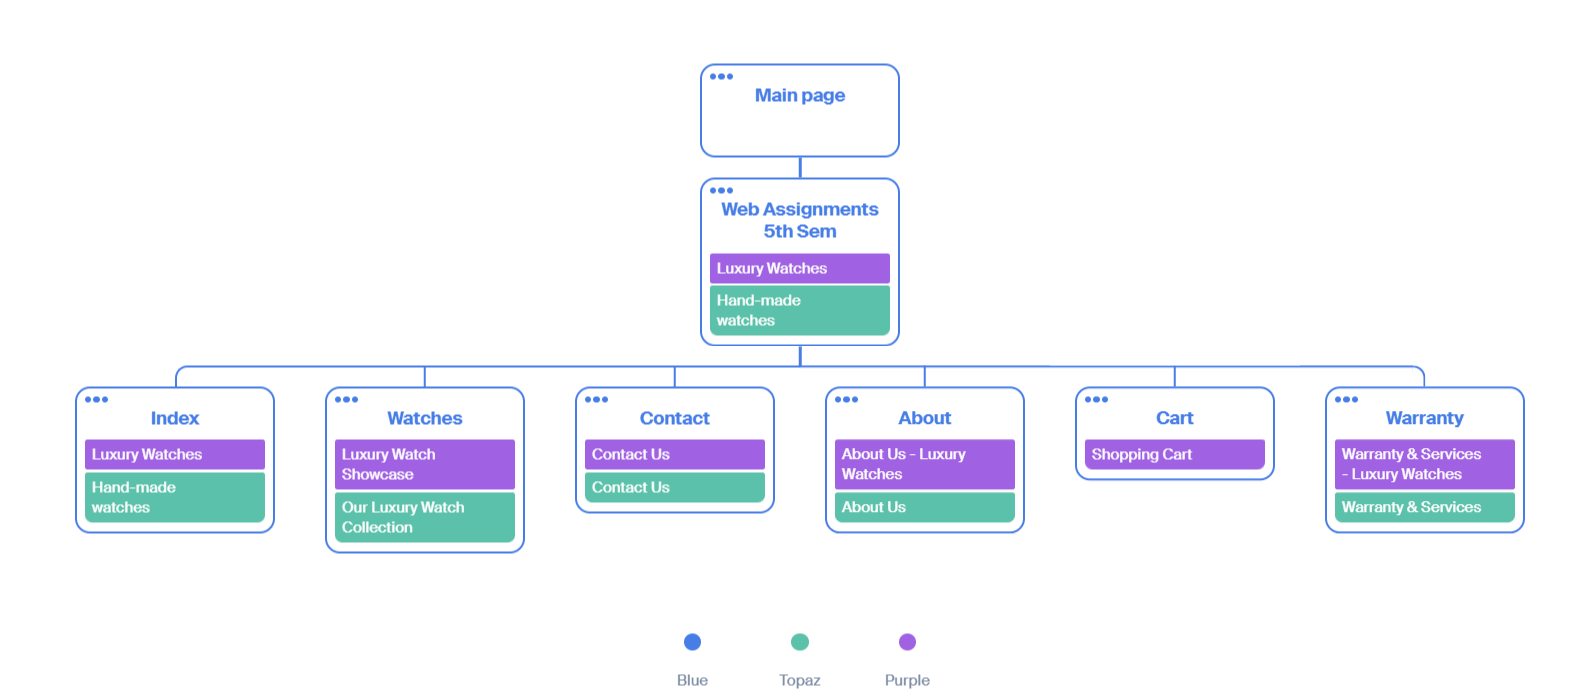 Main page
Web Assignments
5th Sem
Luxury Watches
Hand-made
watches
Index
Luxury Watches
Hand-made
watches
Watches
Luxury Watch
Showcase
Our Luxury Watch
Collection
Contact
Contact Us
Contact Us
About
About Us - Luxury
Watches
About Us
Cart
Shopping Cart
Warranty
Warranty & Services
- Luxury Watches
Warranty & Services
Blue
Topaz
Purple